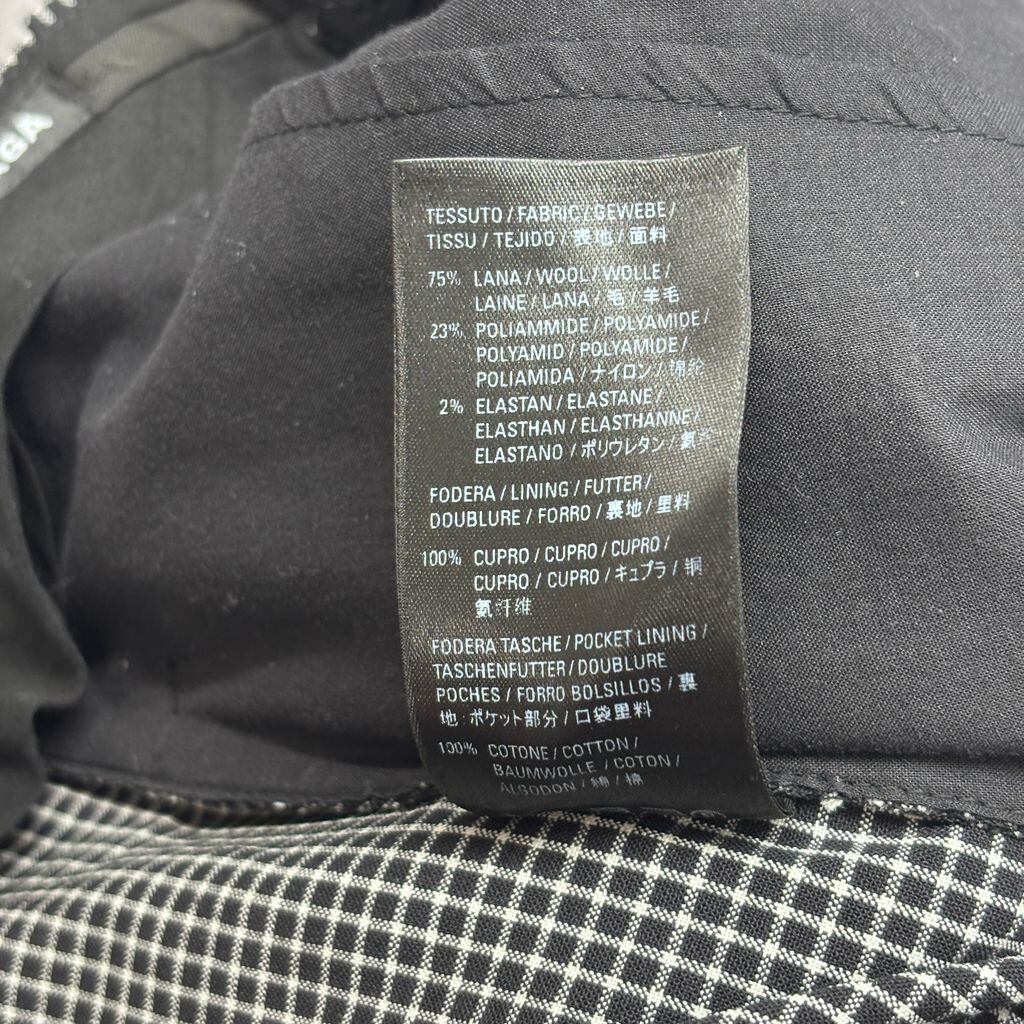 TESSUTO / FABRIC / GEWEBE /
TISSU / TEJIDO / 表地 / 面料
75% LANA / WOOL / WOLLE /
LAINE / LANA / 毛 / 羊毛
23% POLIAMMIDE / POLYAMIDE /
POLYAMID / POLYAMIDE /
POLIAMIDA / ナイロン / 锦纶
2% ELASTAN / ELASTANE /
ELASTHAN / ELASTHANNE /
ELASTANO / ポリウレタン / 氨纶
FODERA / LINING / FUTTER /
DOUBLURE / FORRO / 裏地 / 里料
100% CUPRO / CUPRO / CUPRO /
CUPRO / CUPRO / キュプラ / 铜
氨纤维
FODERA TASCHE / POCKET LINING /
TASCHENFUTTER / DOUBLURE
POCHES / FORRO BOLSILLOS / 裏
地:ポケット部分 / 口袋里料
100% COTONE / COTTON /
BAUMWOLLE / COTON /
ALGODON / 綿 / 棉